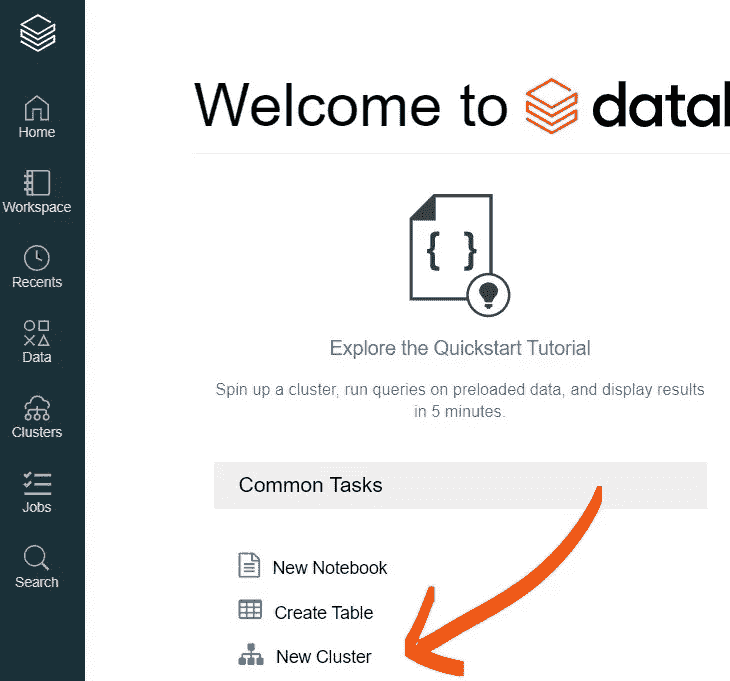 Home
Workspace
Recents
Data
Clusters
Jobs
Search
Welcome to datal
Explore the Quickstart Tutorial
Spin up a cluster, run queries on preloaded data, and display results
in 5 minutes.
Common Tasks
New Notebook
Create Table
New Cluster